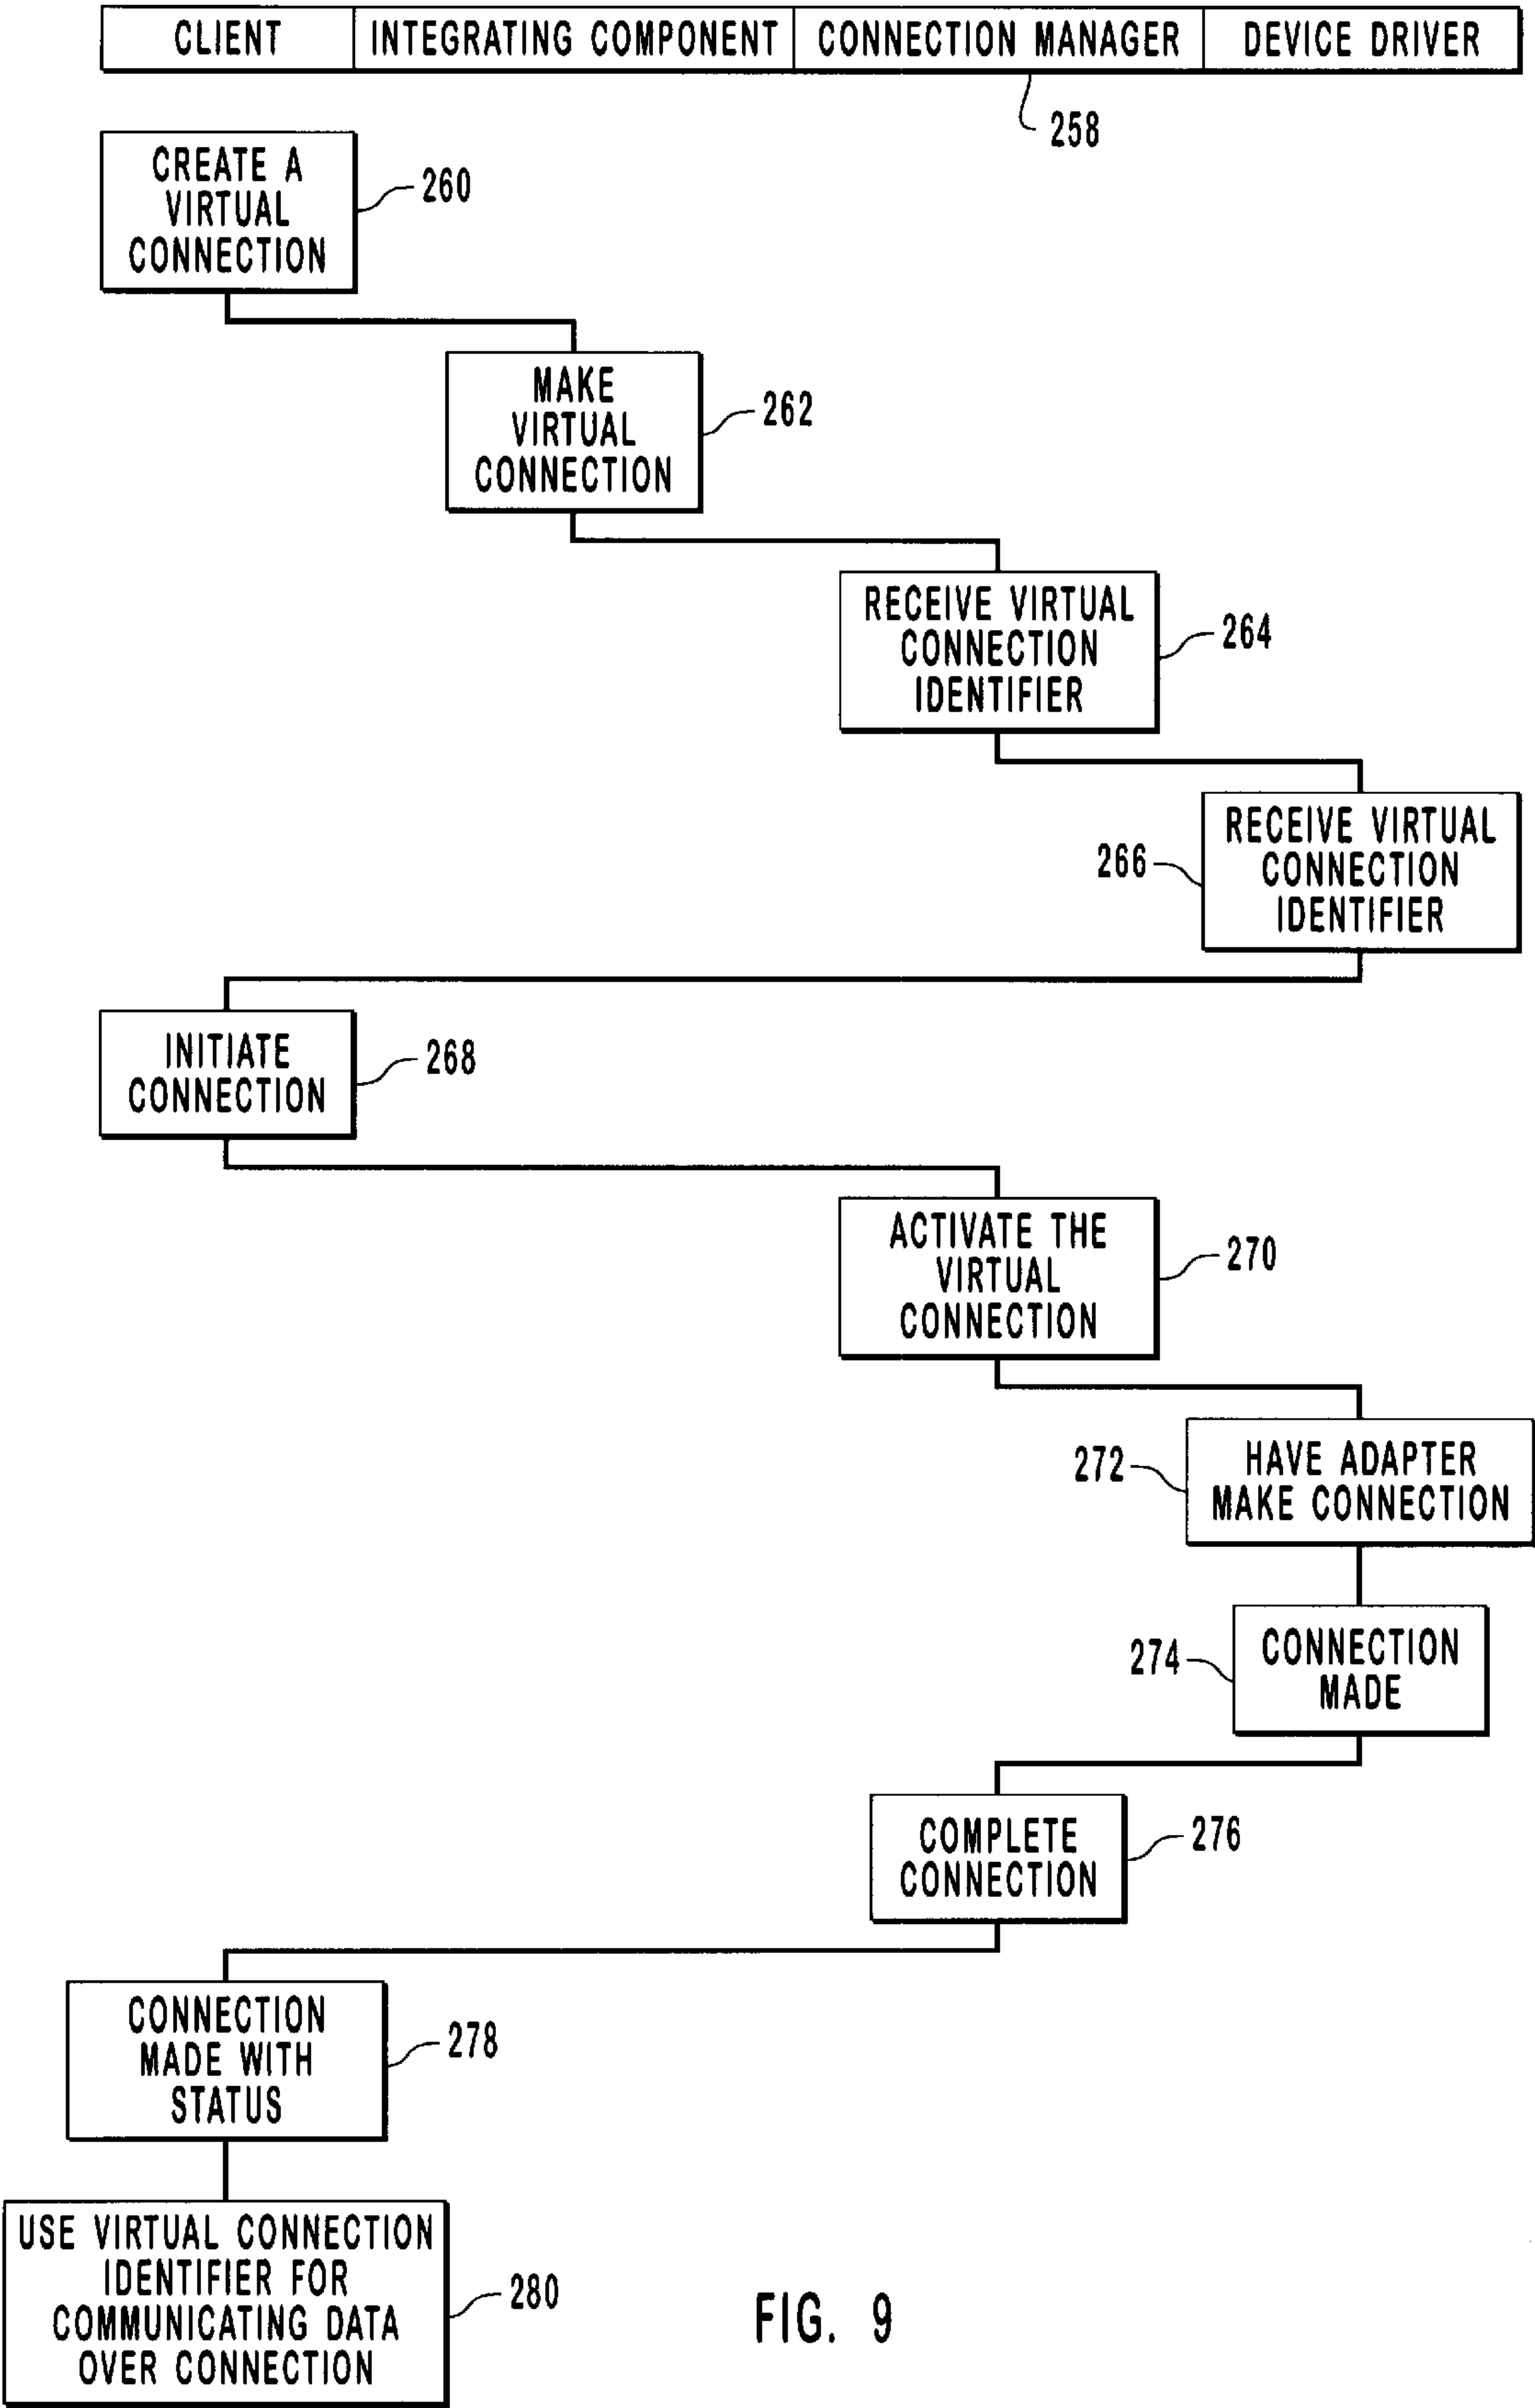 CLIENT INTEGRATING COMPONENT CONNECTION MANAGER DEVICE DRIVER
258
CREATE A
VIRTUAL
CONNECTION
260
MAKE
VIRTUAL
CONNECTION
262
RECEIVE VIRTUAL
CONNECTION
IDENTIFIER
264
RECEIVE VIRTUAL
CONNECTION
IDENTIFIER
266
INITIATE
CONNECTION
268
ACTIVATE THE
VIRTUAL
CONNECTION
270
HAVE ADAPTER
MAKE CONNECTION
272
CONNECTION
MADE
274
COMPLETE
CONNECTION
276
CONNECTION
MADE WITH
STATUS
278
USE VIRTUAL CONNECTION
IDENTIFIER FOR
COMMUNICATING DATA
OVER CONNECTION
280
FIG. 9